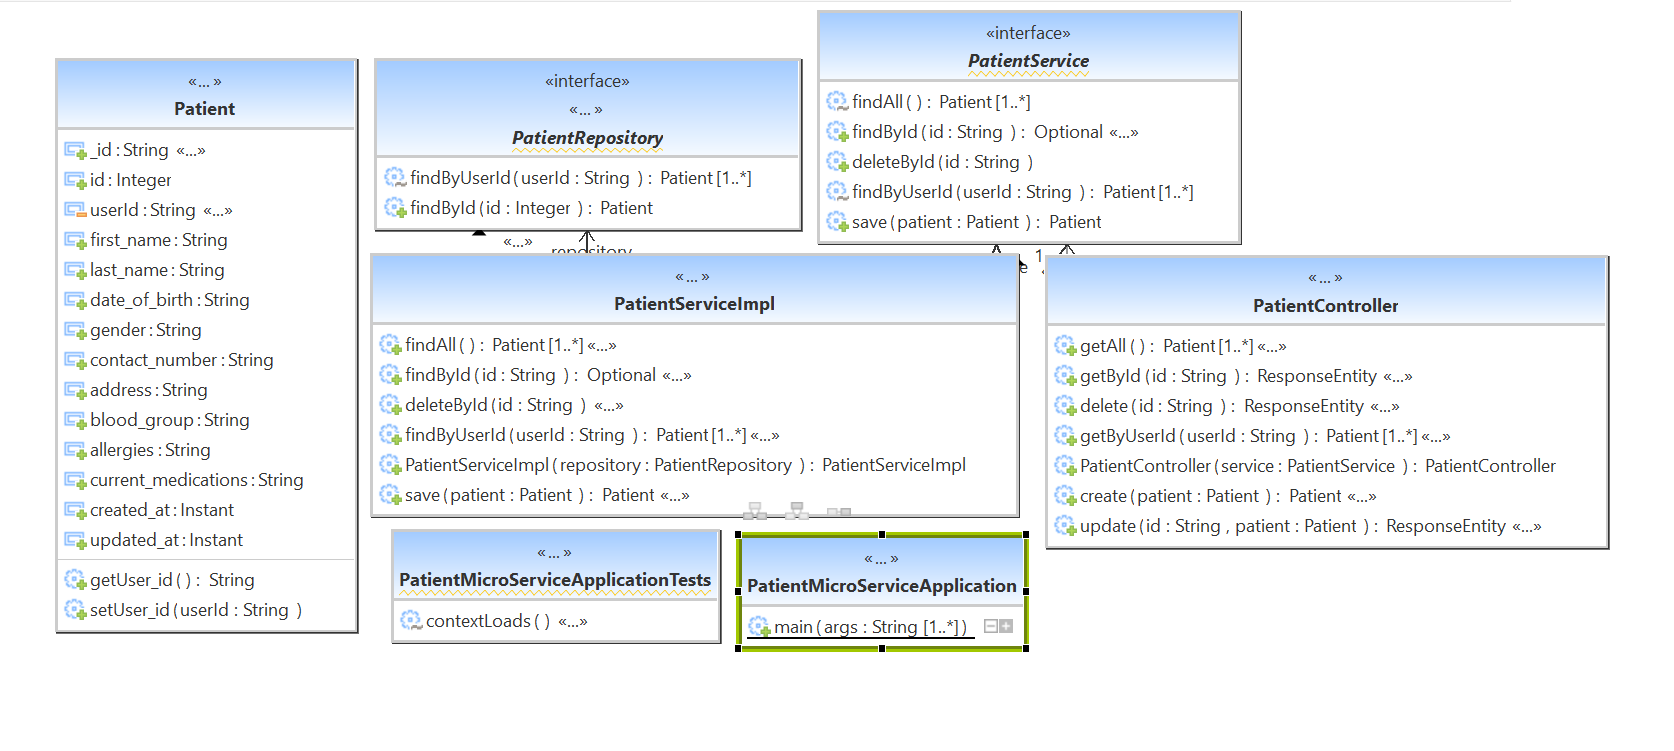 «... »
Patient
_id : String «...»
id : Integer
userId : String «...»
first_name : String
last_name : String
date_of_birth : String
gender : String
contact_number : String
address : String
blood_group : String
allergies : String
current_medications : String
created_at : Instant
updated_at : Instant
getUser_id ( ) : String
setUser_id ( userId : String )
«interface»
«... »
PatientRepository
findByUserId ( userId : String ) : Patient [1..*]
findById ( id : Integer ) : Patient
«interface»
PatientService
findAll ( ) : Patient [1..*]
findById ( id : String ) : Optional «...»
deleteById ( id : String )
findByUserId ( userId : String ) : Patient [1..*]
save ( patient : Patient ) : Patient
«...»
repository
1
e
«... »
PatientServiceImpl
findAll ( ) : Patient [1..*] «...»
findById ( id : String ) : Optional «...»
deleteById ( id : String ) «...»
findByUserId ( userId : String ) : Patient [1..*] «...»
PatientServiceImpl ( repository : PatientRepository ) : PatientServiceImpl
save ( patient : Patient ) : Patient «...»
«... »
PatientController
getAll ( ) : Patient [1..*] «...»
getById ( id : String ) : ResponseEntity «...»
delete ( id : String ) : ResponseEntity «...»
getByUserId ( userId : String ) : Patient [1..*] «...»
PatientController ( service : PatientService ) : PatientController
create ( patient : Patient ) : Patient «...»
update ( id : String , patient : Patient ) : ResponseEntity «...»
«... »
PatientMicroServiceApplicationTests
contextLoads ( ) «...»
«... »
PatientMicroServiceApplication
main ( args : String [1..*] )